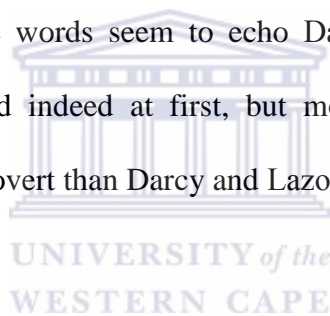 words seem to echo Da
d indeed at first, but mo
overt than Darcy and Lazo
UNIVERSITY of the
WESTERN CAPE